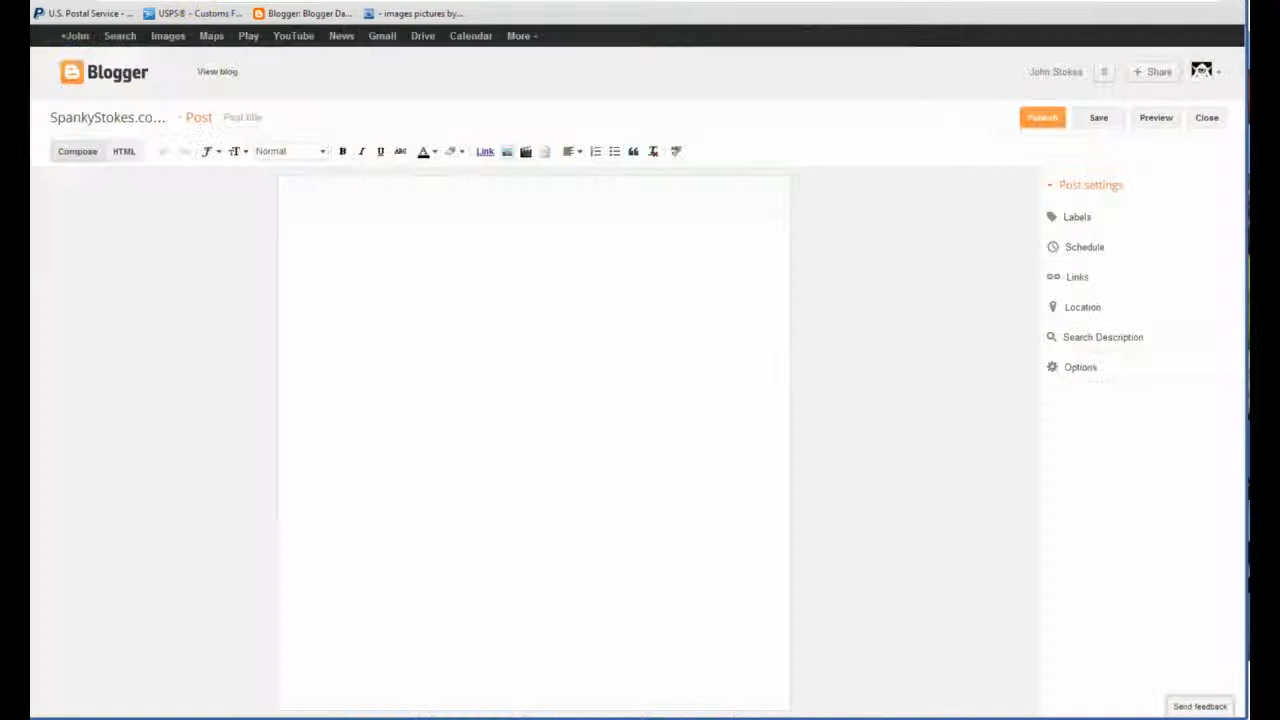 U.S. Postal Service - ... USPS® - Customs F... Blogger: Blogger Da... - images pictures by...
+John Search Images Maps Play YouTube News Gmail Drive Calendar More
Blogger View blog John Stokes + Share
SpankyStokes.co... · Post Post title Publish Save Preview Close
Compose HTML Normal B I U ABC A Link
Post settings
Labels
Schedule
Links
Location
Search Description
Options
Send feedback